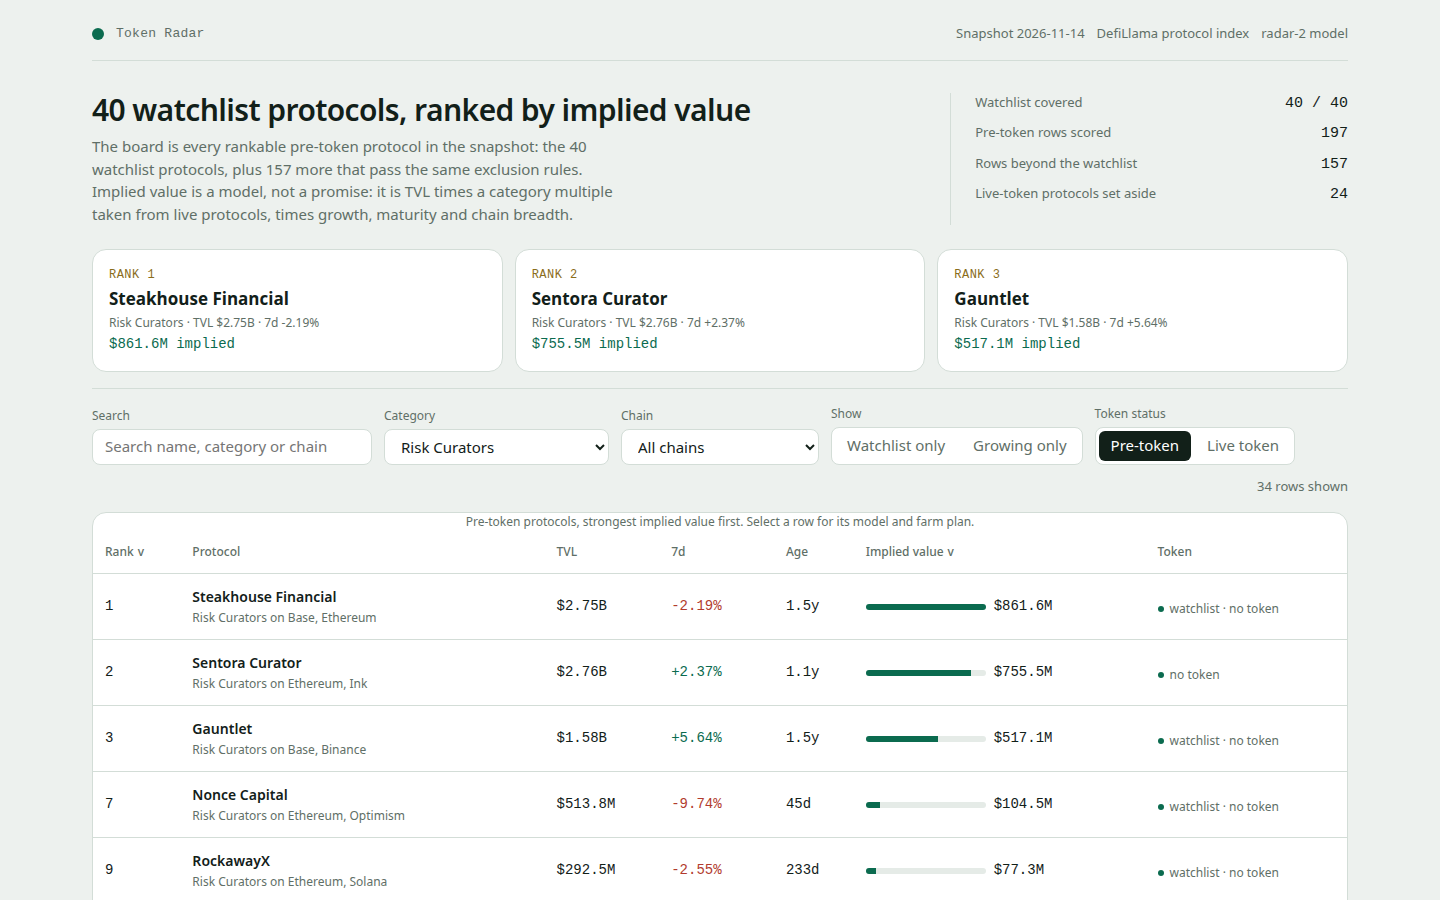 Token Radar
Snapshot 2026-11-14 DefiLlama protocol index radar-2 model
40 watchlist protocols, ranked by implied value
The board is every rankable pre-token protocol in the snapshot: the 40
watchlist protocols, plus 157 more that pass the same exclusion rules.
Implied value is a model, not a promise: it is TVL times a category multiple
taken from live protocols, times growth, maturity and chain breadth.
Watchlist covered 40 / 40
Pre-token rows scored 197
Rows beyond the watchlist 157
Live-token protocols set aside 24
RANK 1
Steakhouse Financial
Risk Curators · TVL $2.75B · 7d -2.19%
$861.6M implied
RANK 2
Sentora Curator
Risk Curators · TVL $2.76B · 7d +2.37%
$755.5M implied
RANK 3
Gauntlet
Risk Curators · TVL $1.58B · 7d +5.64%
$517.1M implied
Search
Search name, category or chain
Category
Risk Curators
Chain
All chains
Show
Watchlist only Growing only
Token status
Pre-token Live token
34 rows shown
Pre-token protocols, strongest implied value first. Select a row for its model and farm plan.
Rank v Protocol TVL 7d Age Implied value v Token
1 Steakhouse Financial $2.75B -2.19% 1.5y $861.6M watchlist · no token
Risk Curators on Base, Ethereum
2 Sentora Curator $2.76B +2.37% 1.1y $755.5M no token
Risk Curators on Ethereum, Ink
3 Gauntlet $1.58B +5.64% 1.5y $517.1M watchlist · no token
Risk Curators on Base, Binance
7 Nonce Capital $513.8M -9.74% 45d $104.5M watchlist · no token
Risk Curators on Ethereum, Optimism
9 RockawayX $292.5M -2.55% 233d $77.3M watchlist · no token
Risk Curators on Ethereum, Solana